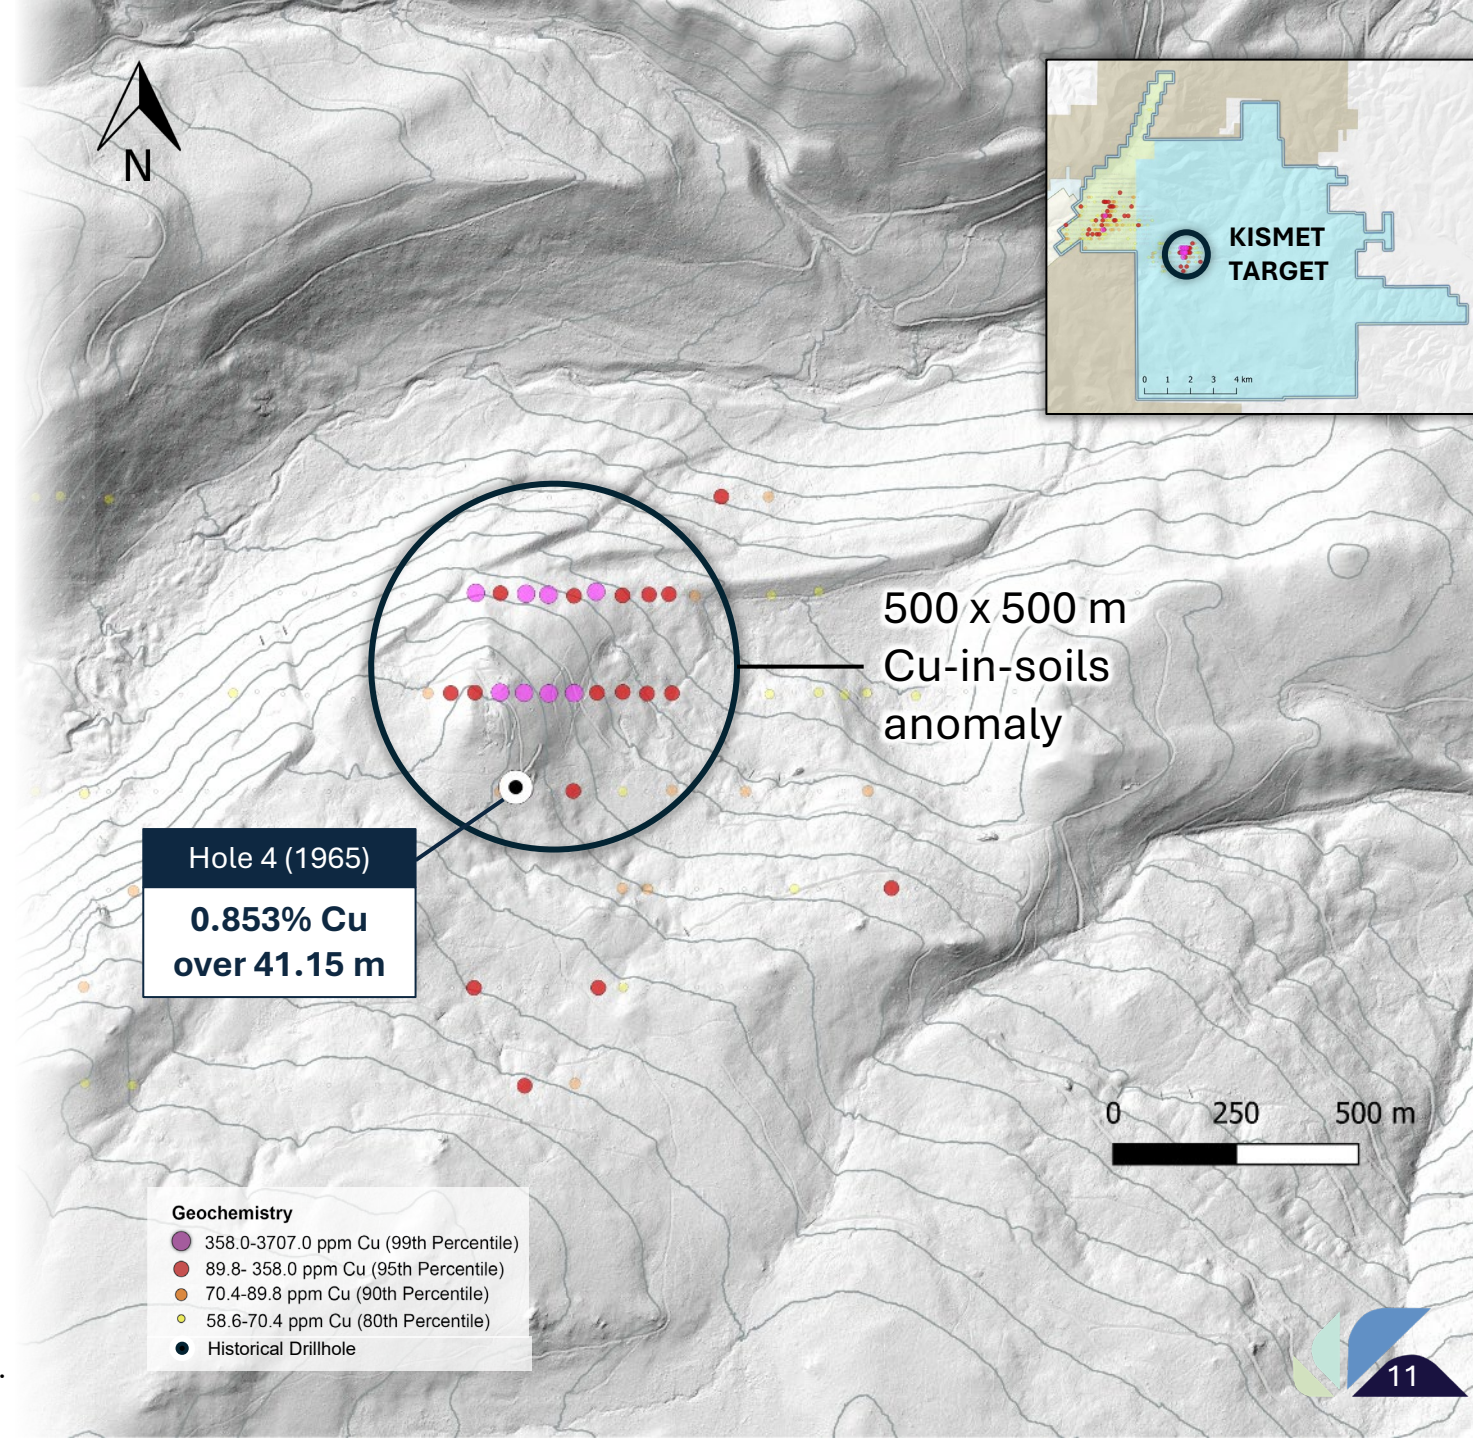 N
KISMET
TARGET
0 1 2 3 4 km
500 x 500 m
Cu-in-soils
anomaly
Hole 4 (1965)
0.853% Cu
over 41.15 m
0 250 500 m
Geochemistry
358.0-3707.0 ppm Cu (99th Percentile)
89.8- 358.0 ppm Cu (95th Percentile)
70.4-89.8 ppm Cu (90th Percentile)
58.6-70.4 ppm Cu (80th Percentile)
Historical Drillhole
.
11